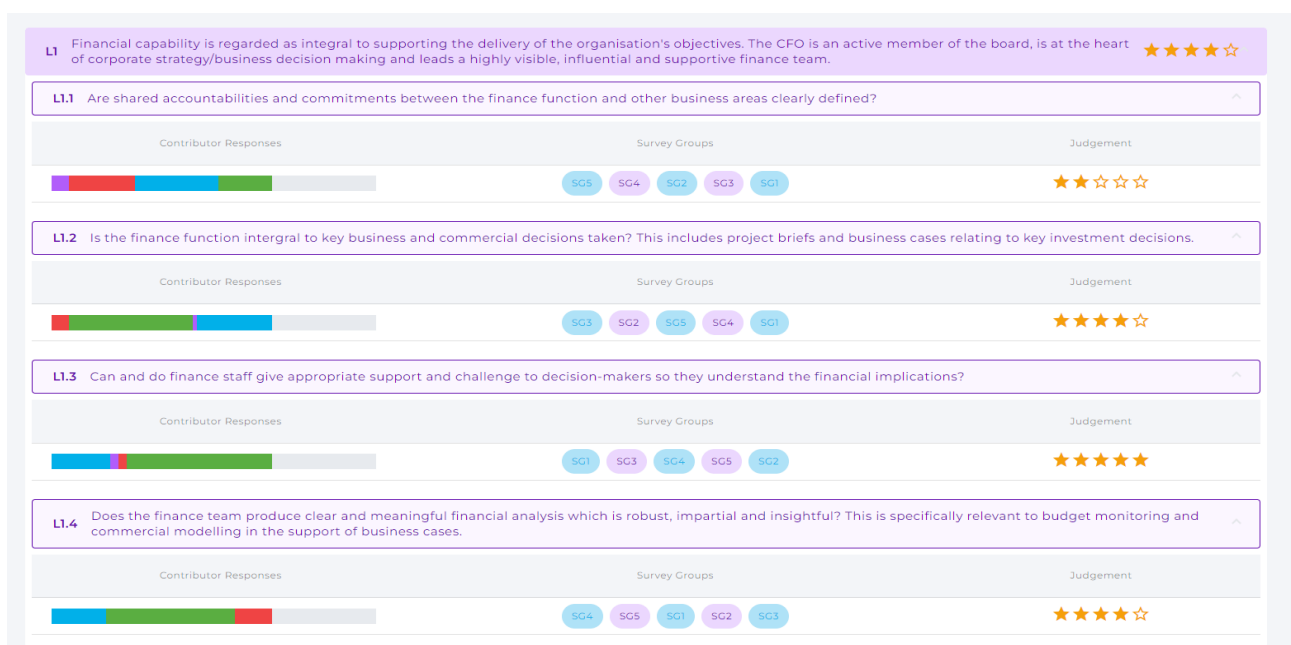 L1 Financial capability is regarded as integral to supporting the delivery of the organisation's objectives. The CFO is an active member of the board, is at the heart
of corporate strategy/business decision making and leads a highly visible, influential and supportive finance team.
L1.1 Are shared accountabilities and commitments between the finance function and other business areas clearly defined?
Contributor Responses Survey Groups Judgement
SG5 SG4 SG2 SG3 SG1
L1.2 Is the finance function intergral to key business and commercial decisions taken? This includes project briefs and business cases relating to key investment decisions.
Contributor Responses Survey Groups Judgement
SG3 SG2 SG5 SG4 SG1
L1.3 Can and do finance staff give appropriate support and challenge to decision-makers so they understand the financial implications?
Contributor Responses Survey Groups Judgement
SG1 SG3 SG4 SG5 SG2
L1.4 Does the finance team produce clear and meaningful financial analysis which is robust, impartial and insightful? This is specifically relevant to budget monitoring and
commercial modelling in the support of business cases.
Contributor Responses Survey Groups Judgement
SG4 SG5 SG1 SG2 SG3